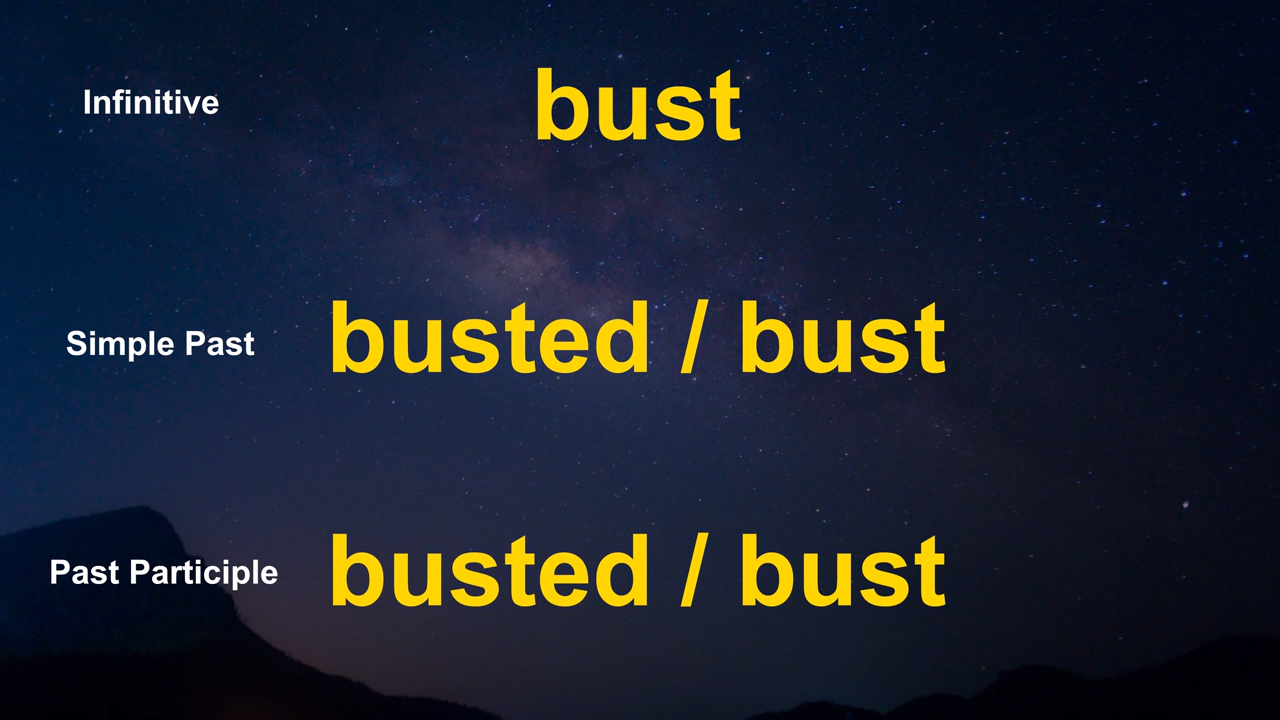 Infinitive
bust
Simple Past
busted / bust
Past Participle
busted / bust